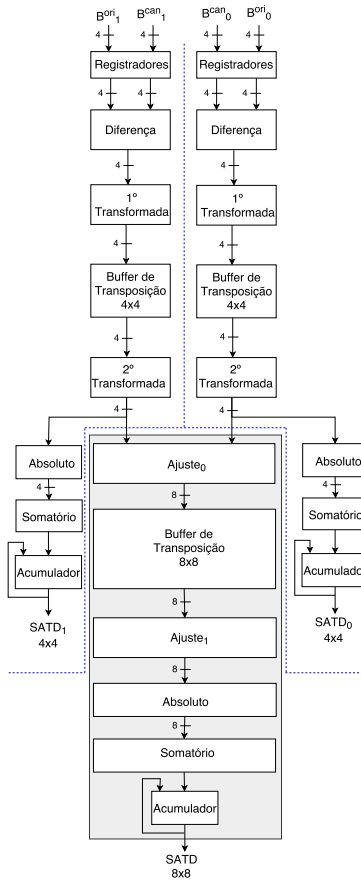 B^ori_1 B^can_1 B^can_0 B^ori_0
4 4 4 4
Registradores Registradores
4 4 4 4
Diferença Diferença
4 4
1º Transformada 1º Transformada
4 4
Buffer de Transposição 4x4 Buffer de Transposição 4x4
4 4
2º Transformada 2º Transformada
4 4
Absoluto Ajuste_0 Absoluto
4 8 4
Somatório Buffer de Transposição 8x8 Somatório
Acumulador Acumulador
8
SATD_1 4x4 Ajuste_1 SATD_0 4x4
8
Absoluto
8
Somatório
Acumulador
SATD
8x8